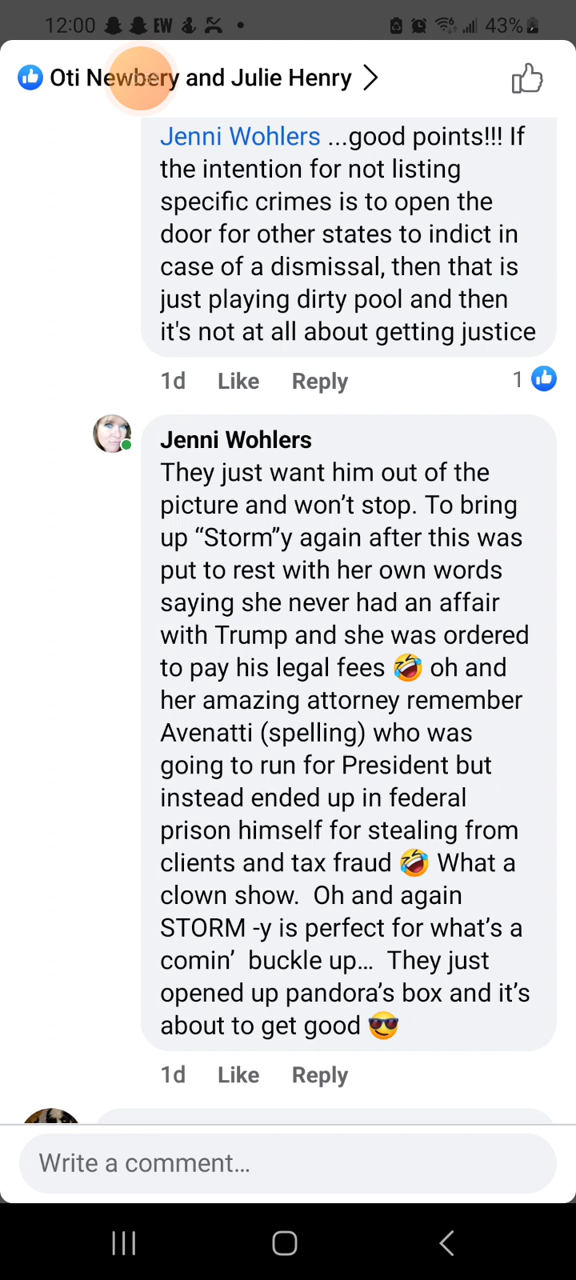 12:00 EW 43%
Oti Newbery and Julie Henry
Jenni Wohlers ...good points!!! If
the intention for not listing
specific crimes is to open the
door for other states to indict in
case of a dismissal, then that is
just playing dirty pool and then
it's not at all about getting justice
1d Like Reply 1
Jenni Wohlers
They just want him out of the
picture and won’t stop. To bring
up “Storm”y again after this was
put to rest with her own words
saying she never had an affair
with Trump and she was ordered
to pay his legal fees 🤣 oh and
her amazing attorney remember
Avenatti (spelling) who was
going to run for President but
instead ended up in federal
prison himself for stealing from
clients and tax fraud 🤣 What a
clown show. Oh and again
STORM -y is perfect for what’s a
comin’ buckle up... They just
opened up pandora’s box and it’s
about to get good 😎
1d Like Reply
Write a comment...